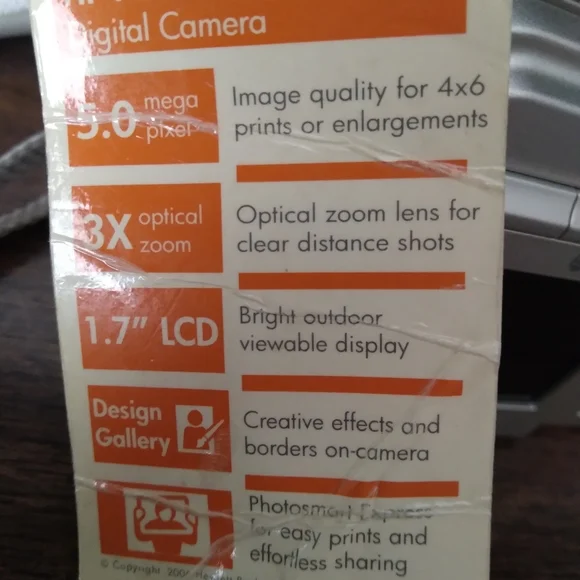 Digital Camera
5.0 mega pixel
Image quality for 4x6
prints or enlargements
3X optical zoom
Optical zoom lens for
clear distance shots
1.7" LCD
Bright outdoor
viewable display
Design
Gallery
Creative effects and
borders on-camera
Photosmart Express
for easy prints and
effortless sharing
© Copyright